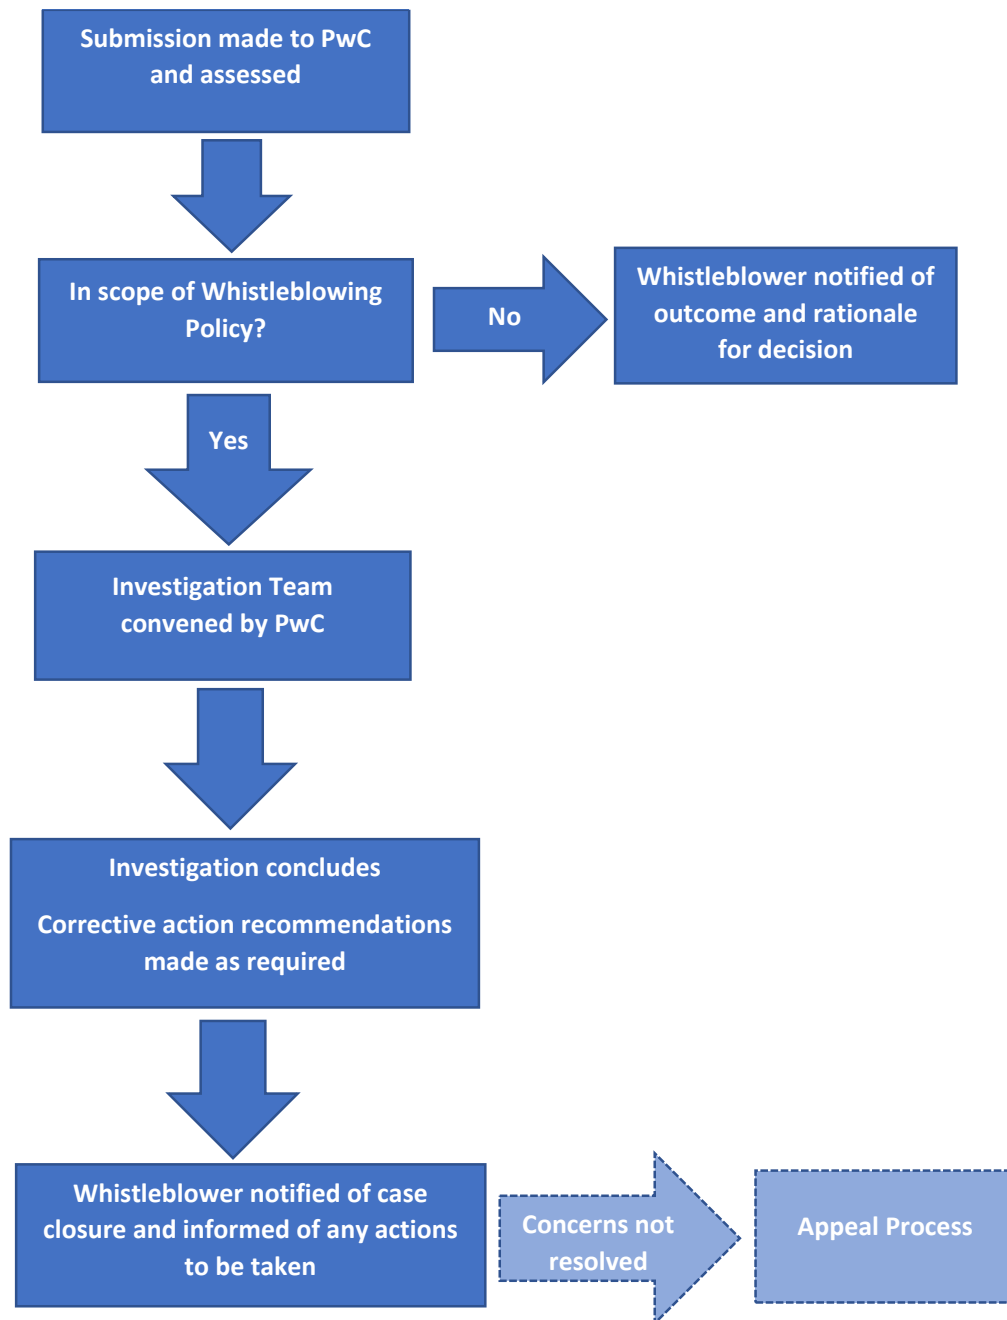 Submission made to PwC
and assessed
In scope of Whistleblowing
Policy?
No
Whistleblower notified of
outcome and rationale
for decision
Yes
Investigation Team
convened by PwC
Investigation concludes
Corrective action recommendations
made as required
Whistleblower notified of case
closure and informed of any actions
to be taken
Concerns not
resolved
Appeal Process